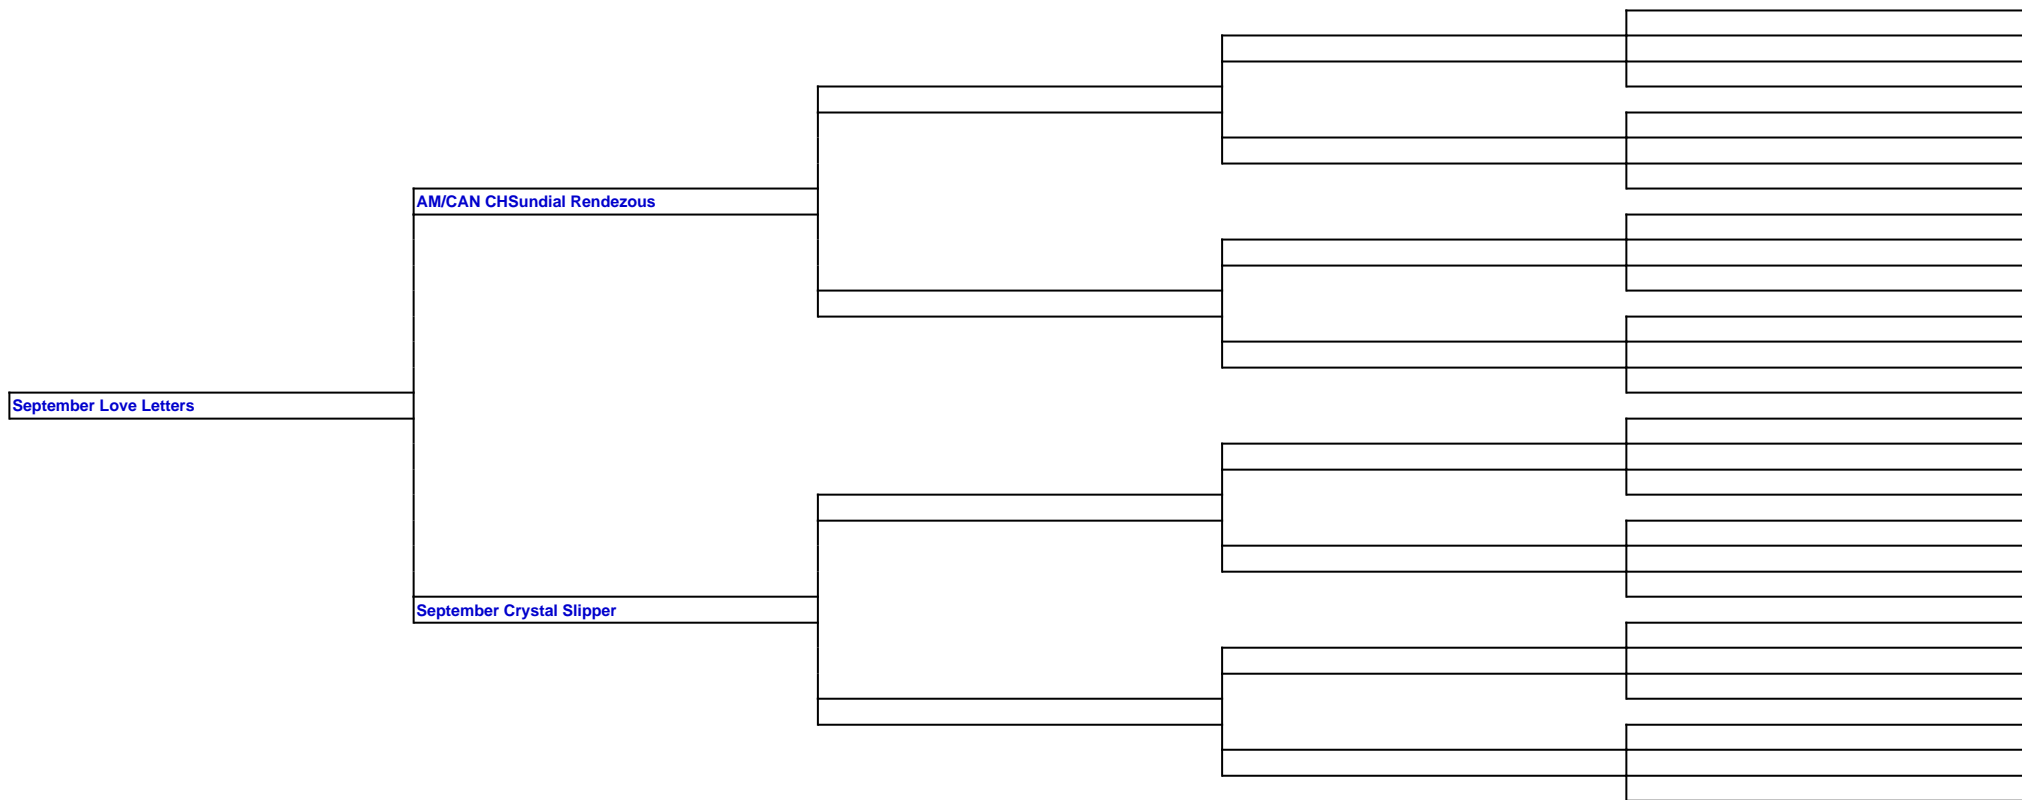 AM/CAN CHSundial Rendezous
September Love Letters
September Crystal Slipper